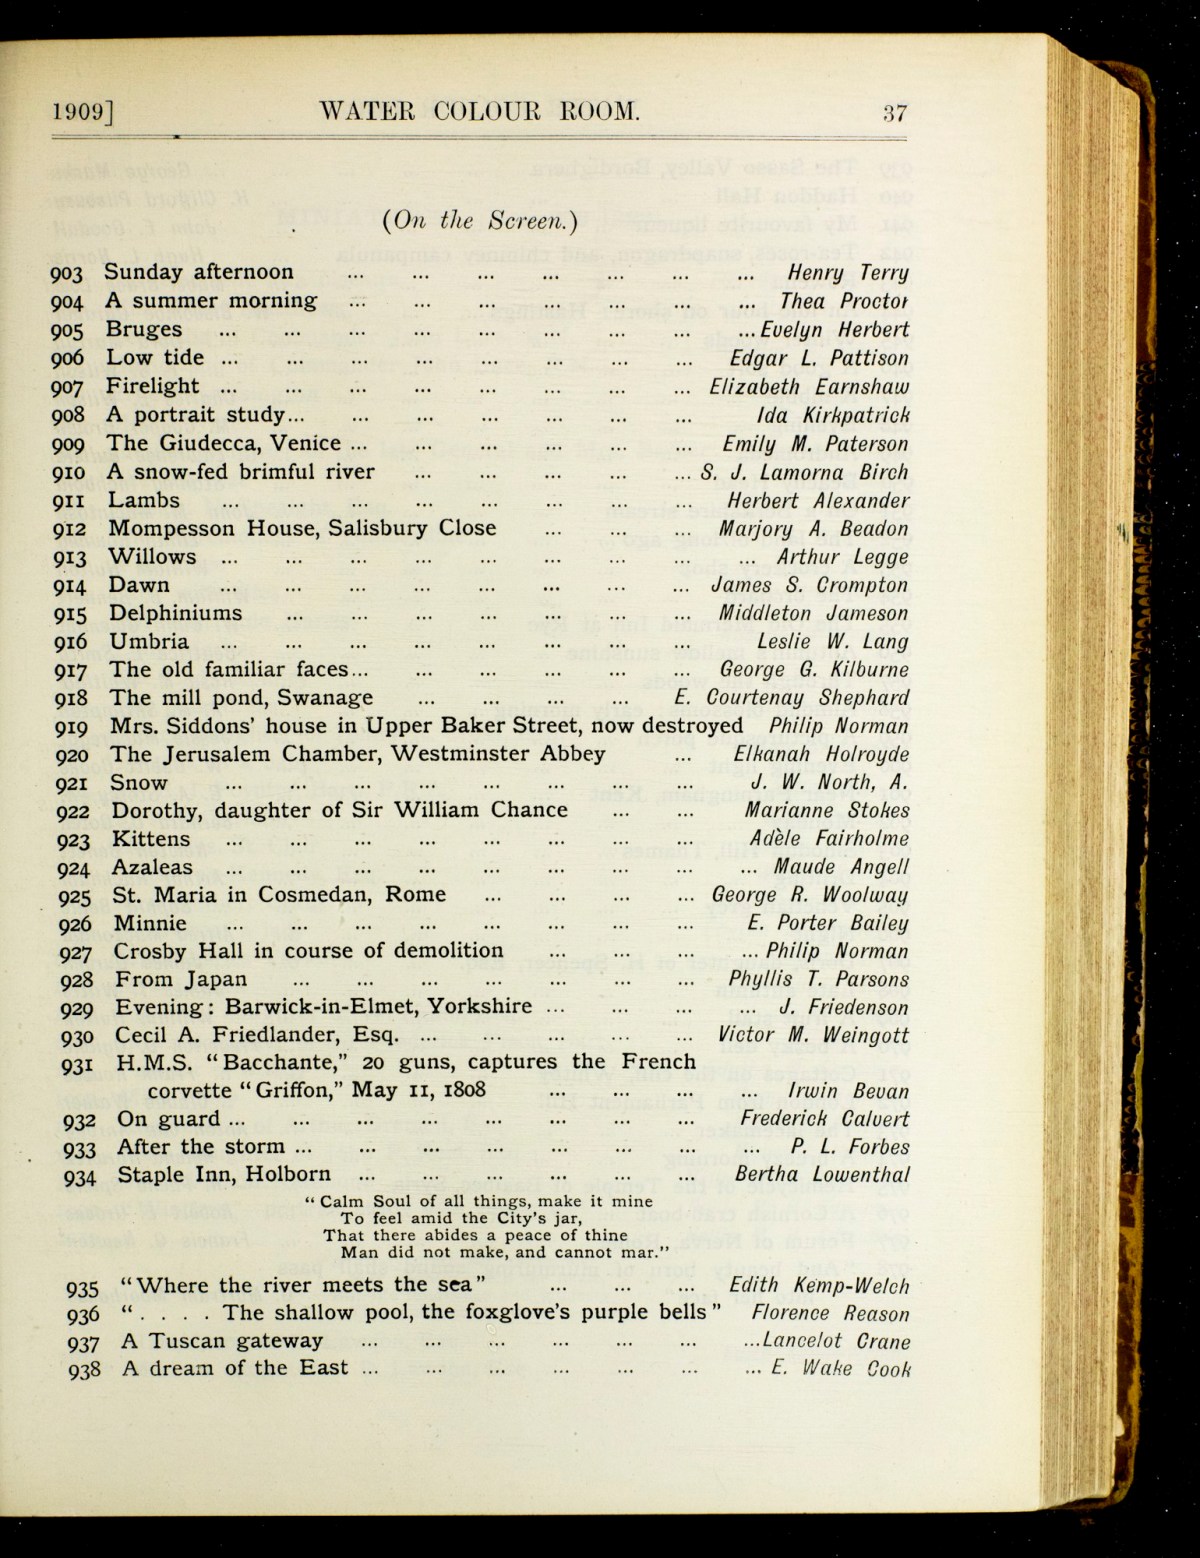 1909] WATER COLOUR ROOM. 37
(On the Screen.)
903 Sunday afternoon ... ... ... ... ... ... ... Henry Terry
904 A summer morning ... ... ... ... ... ... ... Thea Proctor
905 Bruges ... ... ... ... ... ... ... ... ... Evelyn Herbert
906 Low tide ... ... ... ... ... ... ... ... Edgar L. Pattison
907 Firelight ... ... ... ... ... ... ... ... Elizabeth Earnshaw
908 A portrait study... ... ... ... ... ... ... Ida Kirkpatrick
909 The Giudecca, Venice ... ... ... ... ... ... Emily M. Paterson
910 A snow-fed brimful river ... ... ... ... ... S. J. Lamorna Birch
911 Lambs ... ... ... ... ... ... ... ... Herbert Alexander
912 Mompesson House, Salisbury Close ... ... ... Marjory A. Beadon
913 Willows ... ... ... ... ... ... ... ... ... Arthur Legge
914 Dawn ... ... ... ... ... ... ... ... James S. Crompton
915 Delphiniums ... ... ... ... ... ... ... Middleton Jameson
916 Umbria ... ... ... ... ... ... ... ... Leslie W. Lang
917 The old familiar faces... ... ... ... ... George G. Kilburne
918 The mill pond, Swanage ... ... ... E. Courtenay Shephard
919 Mrs. Siddons' house in Upper Baker Street, now destroyed Philip Norman
920 The Jerusalem Chamber, Westminster Abbey ... Elkanah Holroyde
921 Snow ... ... ... ... ... ... ... ... J. W. North, A.
922 Dorothy, daughter of Sir William Chance ... ... Marianne Stokes
923 Kittens ... ... ... ... ... ... ... ... Adèle Fairholme
924 Azaleas ... ... ... ... ... ... ... ... ... Maude Angell
925 St. Maria in Cosmedan, Rome ... ... ... ... George R. Woolway
926 Minnie ... ... ... ... ... ... ... ... E. Porter Bailey
927 Crosby Hall in course of demolition ... ... ... ... Philip Norman
928 From Japan ... ... ... ... ... ... ... Phyllis T. Parsons
929 Evening: Barwick-in-Elmet, Yorkshire ... ... ... ... J. Friedenson
930 Cecil A. Friedlander, Esq. ... ... ... ... ... Victor M. Weingott
931 H.M.S. "Bacchante," 20 guns, captures the French
corvette "Griffon," May 11, 1808 ... ... ... ... Irwin Bevan
932 On guard ... ... ... ... ... ... ... ... Frederick Calvert
933 After the storm ... ... ... ... ... ... ... ... P. L. Forbes
934 Staple Inn, Holborn ... ... ... ... ... ... Bertha Lowenthal
"Calm Soul of all things, make it mine
To feel amid the City's jar,
That there abides a peace of thine
Man did not make, and cannot mar."
935 "Where the river meets the sea" ... ... ... Edith Kemp-Welch
936 ". . . . The shallow pool, the foxglove's purple bells" Florence Reason
937 A Tuscan gateway ... ... ... ... ... ... ... Lancelot Crane
938 A dream of the East ... ... ... ... ... ... ... E. Wake Cook